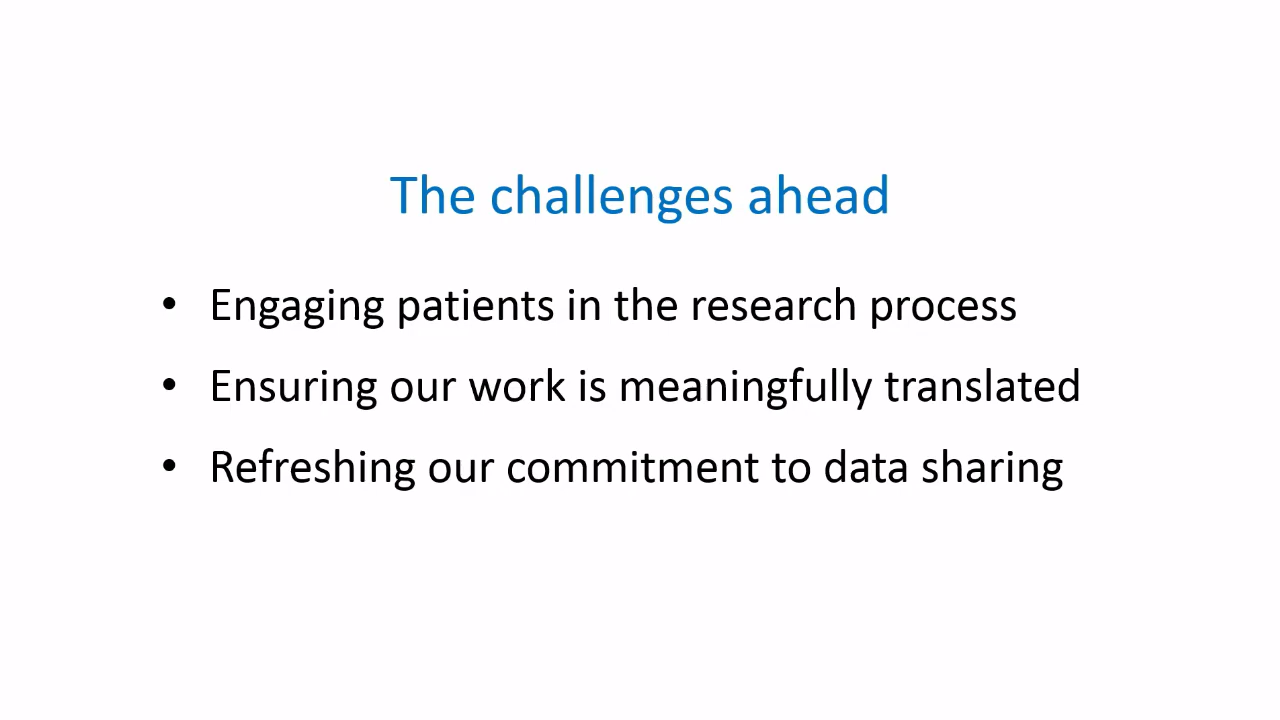 The challenges ahead
• Engaging patients in the research process
• Ensuring our work is meaningfully translated
• Refreshing our commitment to data sharing